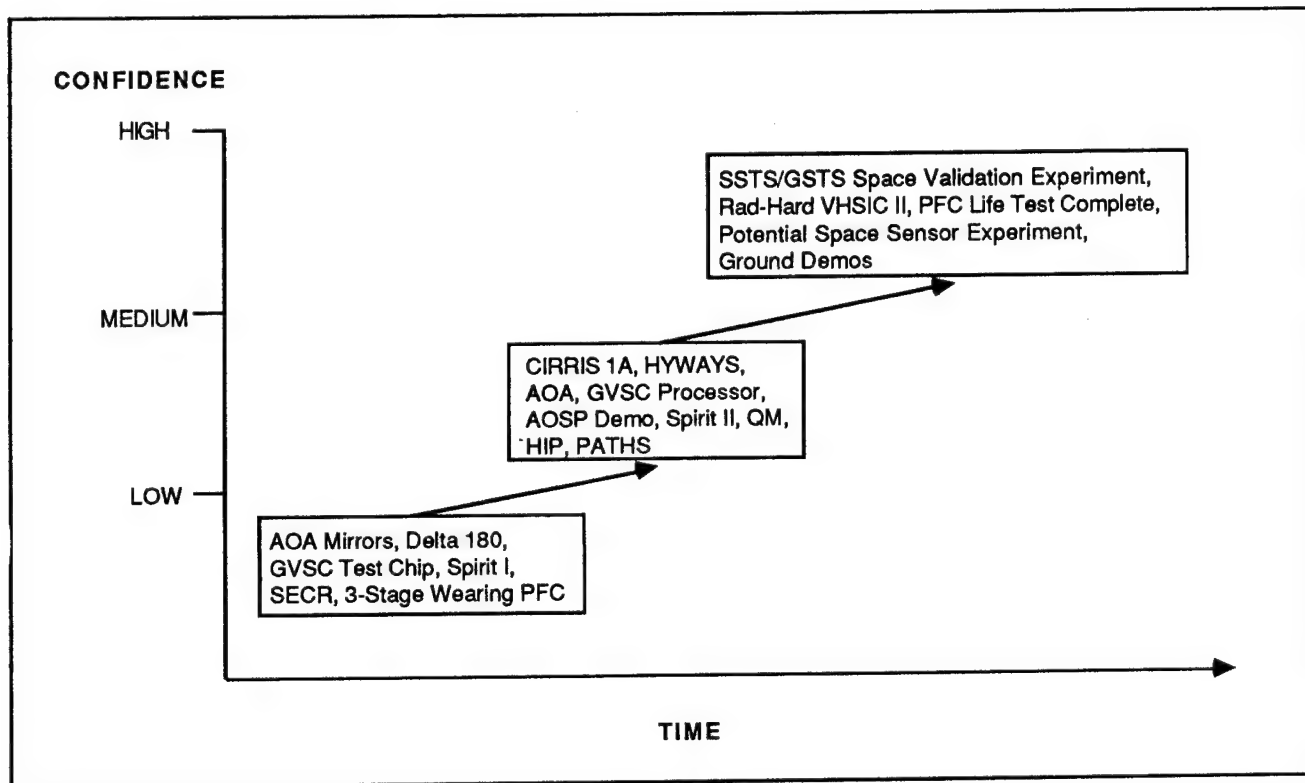 CONFIDENCE
HIGH
SSTS/GSTS Space Validation Experiment,
Rad-Hard VHSIC II, PFC Life Test Complete,
Potential Space Sensor Experiment,
Ground Demos
MEDIUM
CIRRIS 1A, HYWAYS,
AOA, GVSC Processor,
AOSP Demo, Spirit II, QM,
HIP, PATHS
LOW
AOA Mirrors, Delta 180,
GVSC Test Chip, Spirit I,
SECR, 3-Stage Wearing PFC
TIME